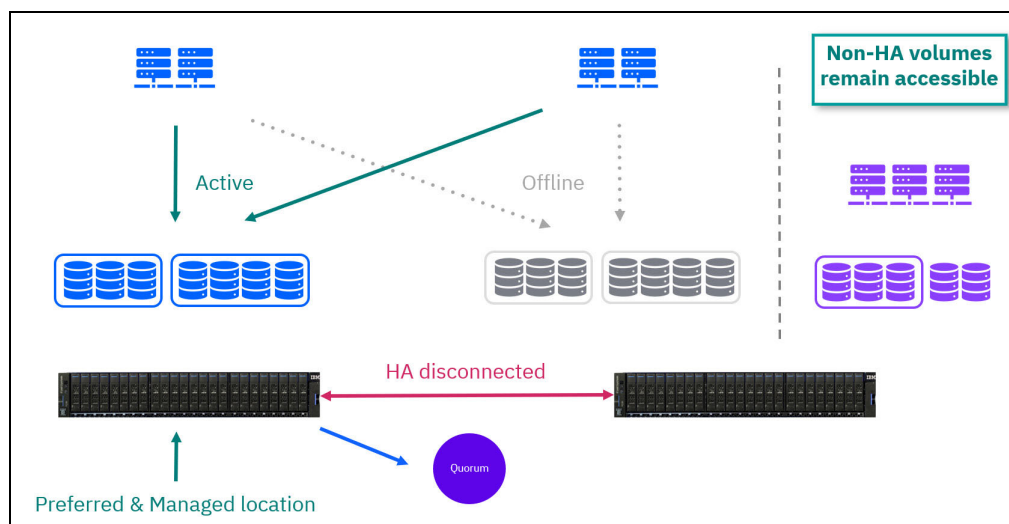 Non-HA volumes
remain accessible
Active
Offline
HA disconnected
Quorum
Preferred & Managed location